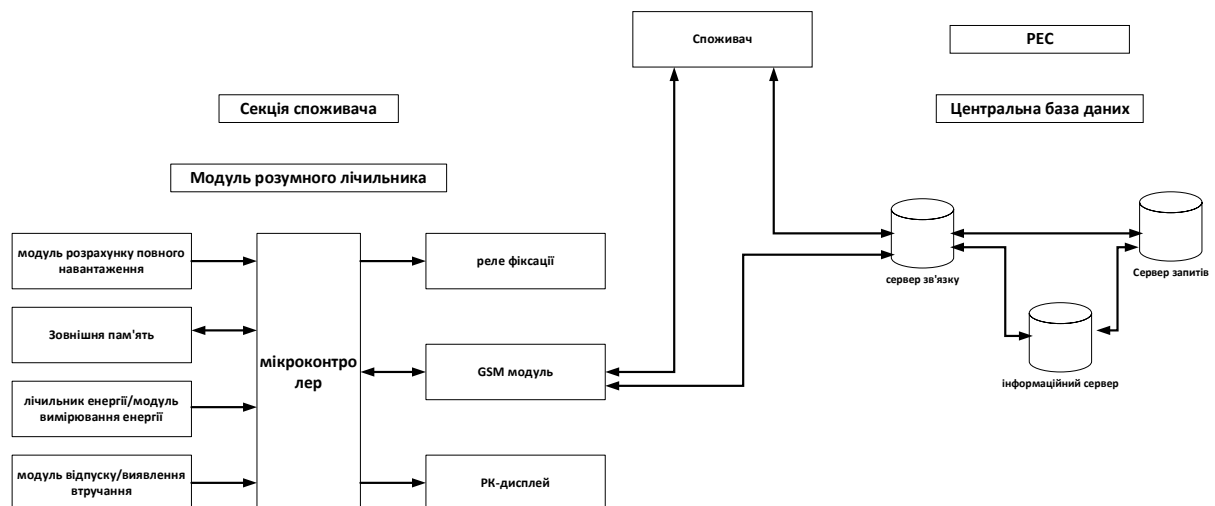 Споживач
РЕС
Секція споживача
Центральна база даних
Модуль розумного лічильника
модуль розрахунку повного
навантаження
реле фіксації
сервер зв'язку
Сервер запитів
Зовнішня пам'ять
мікроконтро
лер
GSM модуль
інформаційний сервер
лічильник енергії/модуль
вимірювання енергії
модуль відпуску/виявлення
втручання
РК-дисплей